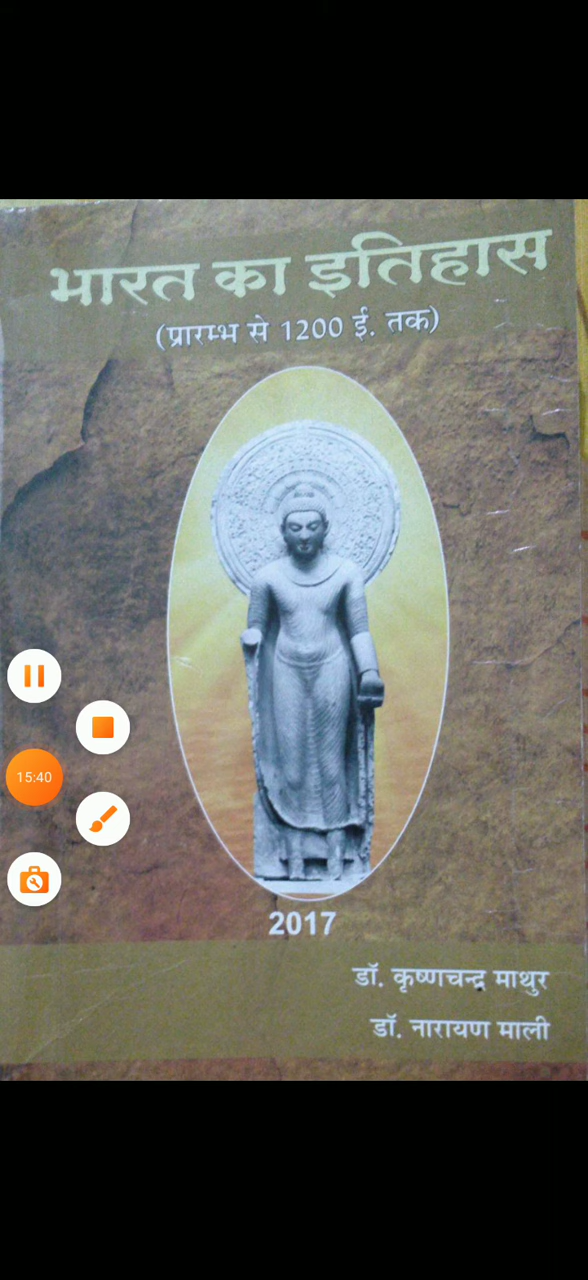 भारत का इतिहास
(प्रारम्भ से 1200 ई. तक)
15:40
2017
डॉ. कृष्णचन्द्र माथुर
डॉ. नारायण माली